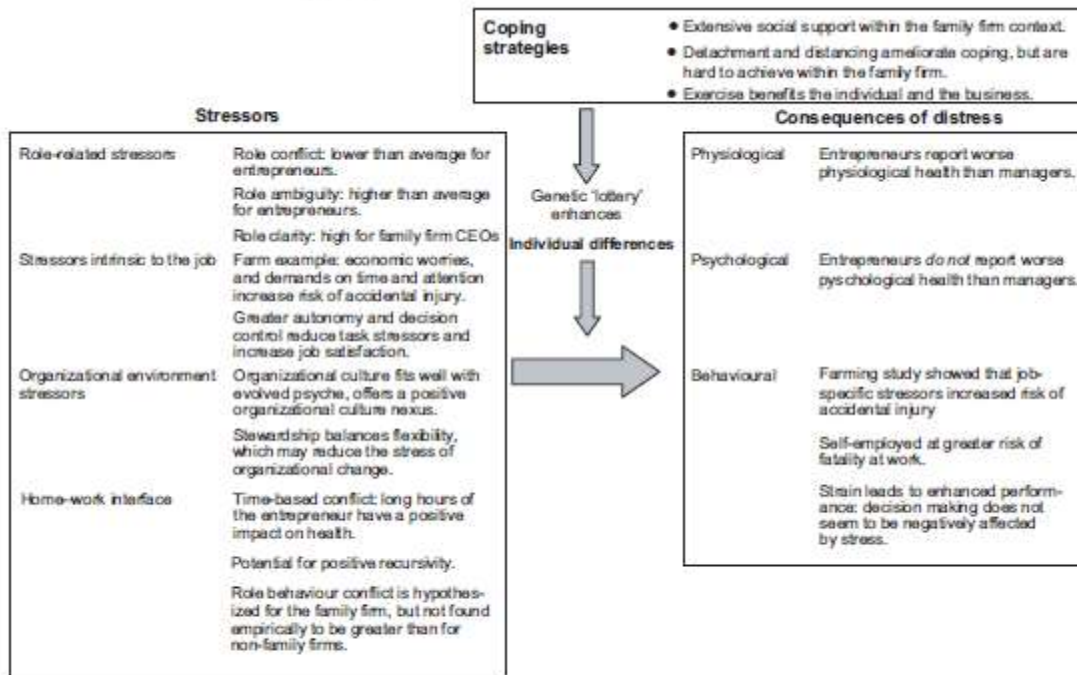 Coping
strategies
● Extensive social support within the family firm context.
● Detachment and distancing ameliorate coping, but are
hard to achieve within the family firm.
● Exercise benefits the individual and the business.
Stressors
Role-related stressors
Role conflict: lower than average for
entrepreneurs.
Role ambiguity: higher than average
for entrepreneurs.
Role clarity: high for family firm CEOs
Stressors intrinsic to the job
Farm example: economic worries,
and demands on time and attention
increase risk of accidental injury.
Greater autonomy and decision
control reduce task stressors and
increase job satisfaction.
Organizational environment
stressors
Organizational culture fits well with
evolved psyche, offers a positive
organizational culture nexus.
Stewardship balances flexibility,
which may reduce the stress of
organizational change.
Home–work interface
Time-based conflict: long hours of
the entrepreneur have a positive
impact on health.
Potential for positive recursivity.
Role behaviour conflict is hypothes-
ized for the family firm, but not found
empirically to be greater than for
non-family firms.
Genetic 'lottery'
enhances
Individual differences
Consequences of distress
Physiological
Entrepreneurs report worse
physiological health than managers.
Psychological
Entrepreneurs do not report worse
pyschological health than managers.
Behavioural
Farming study showed that job-
specific stressors increased risk of
accidental injury
Self-employed at greater risk of
fatality at work.
Strain leads to enhanced perform-
ance: decision making does not
seem to be negatively affected
by stress.